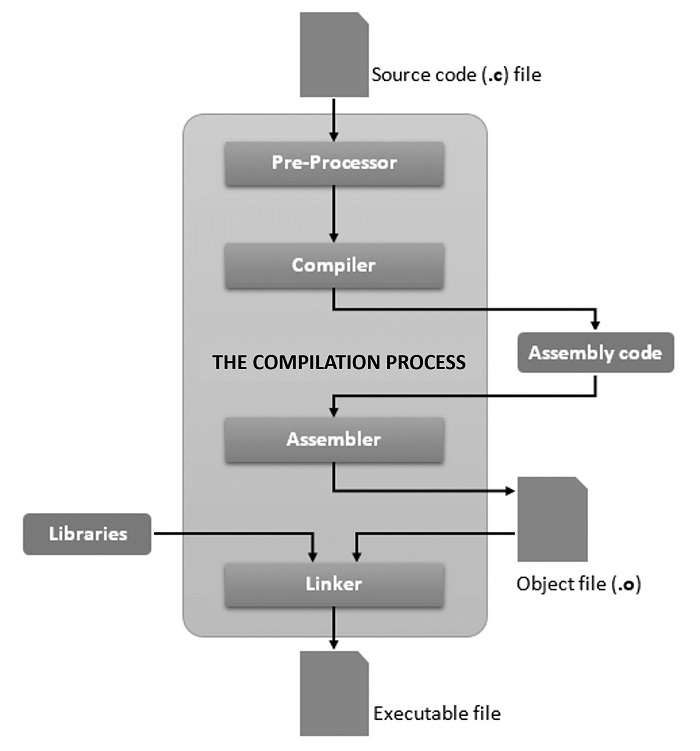 Source code (.c) file
Pre-Processor
Compiler
Assembly code
THE COMPILATION PROCESS
Assembler
Libraries
Linker
Object file (.o)
Executable file